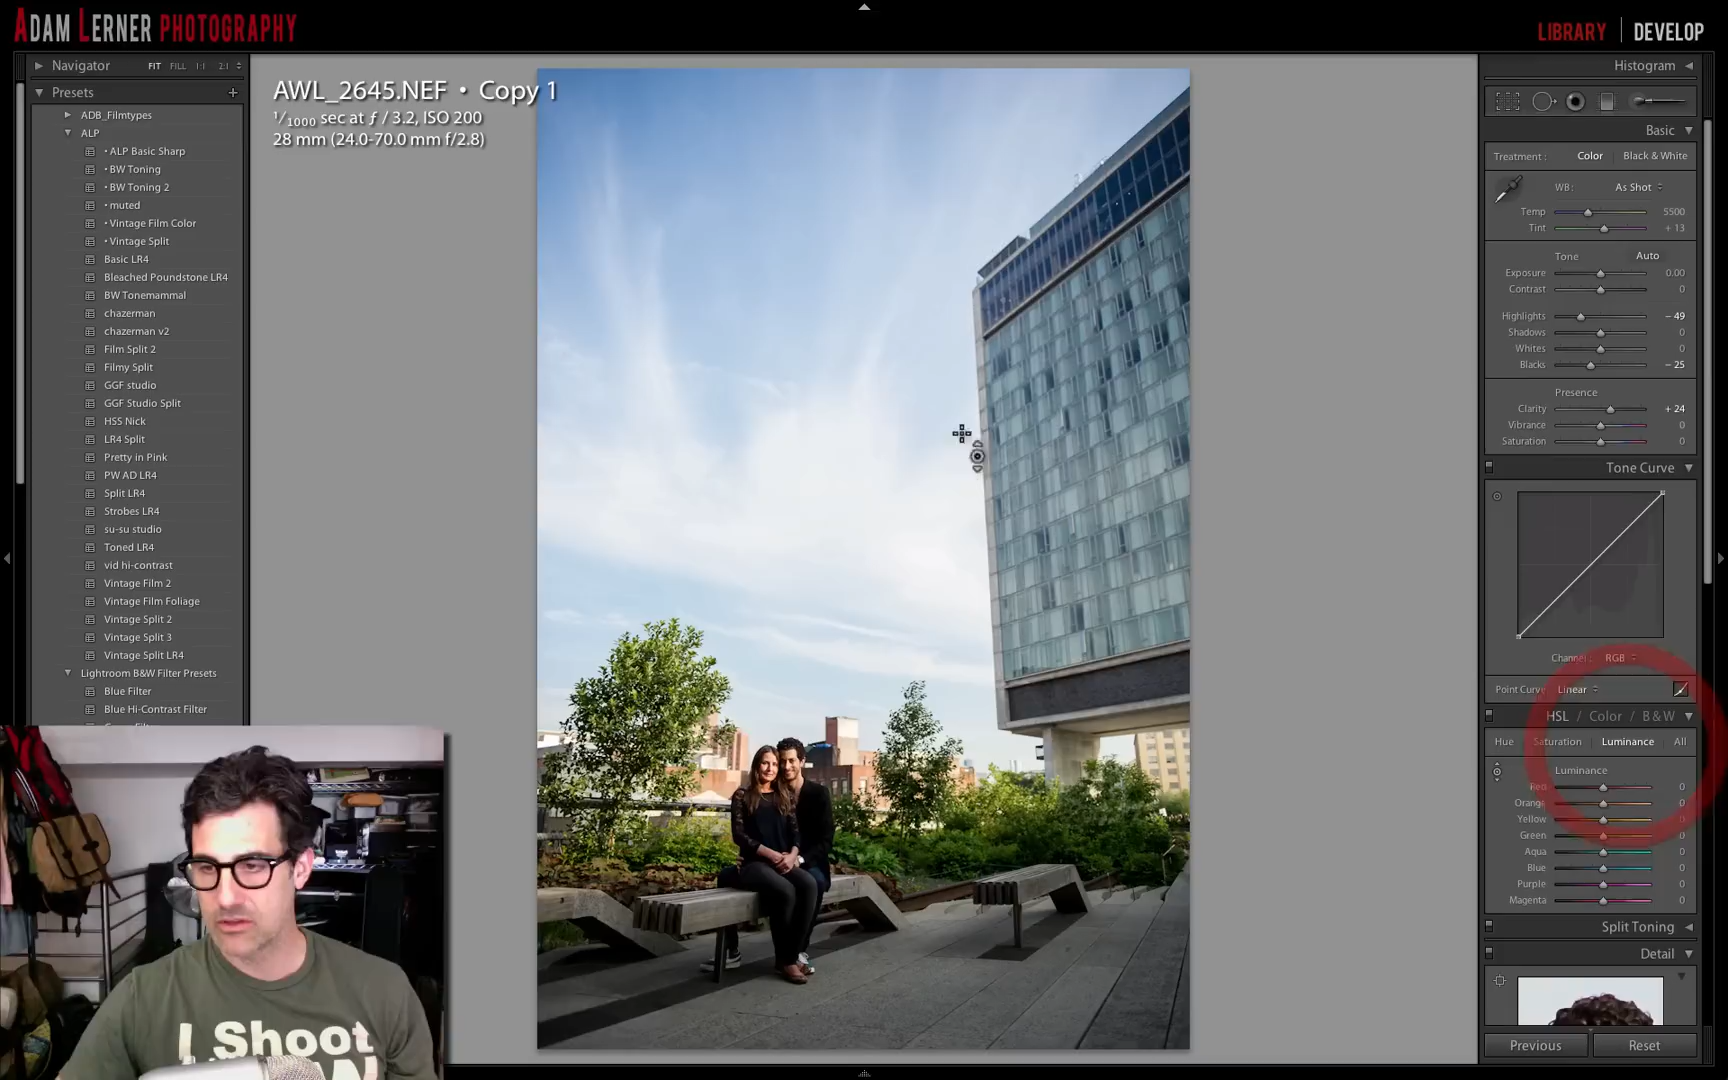 ADAM LERNER PHOTOGRAPHY
LIBRARY | DEVELOP
Navigator FIT FILL 1:1 2:1
Presets +
ADB_Filmtypes
ALP
• ALP Basic Sharp
• BW Toning
• BW Toning 2
• muted
• Vintage Film Color
• Vintage Split
Basic LR4
Bleached Poundstone LR4
BW Tonemammal
chazerman
chazerman v2
Film Split 2
Filmy Split
GGF studio
GGF Studio Split
HSS Nick
LR4 Split
Pretty in Pink
PW AD LR4
Split LR4
Strobes LR4
su-su studio
Toned LR4
vid hi-contrast
Vintage Film 2
Vintage Film Foliage
Vintage Split 2
Vintage Split 3
Vintage Split LR4
Lightroom B&W Filter Presets
Blue Filter
Blue Hi-Contrast Filter
AWL_2645.NEF • Copy 1
1/1000 sec at ƒ / 3.2, ISO 200
28 mm (24.0-70.0 mm f/2.8)
I Shoot
Histogram
Basic
Treatment : Color | Black & White
WB: As Shot
Temp 5500
Tint + 13
Tone Auto
Exposure 0.00
Contrast 0
Highlights − 49
Shadows 0
Whites 0
Blacks − 25
Presence
Clarity + 24
Vibrance 0
Saturation 0
Tone Curve
Channel : RGB
Point Curve : Linear
HSL / Color / B & W
Hue Saturation Luminance All
Luminance
Red 0
Orange 0
Yellow 0
Green 0
Aqua 0
Blue 0
Purple 0
Magenta 0
Split Toning
Detail
Previous Reset